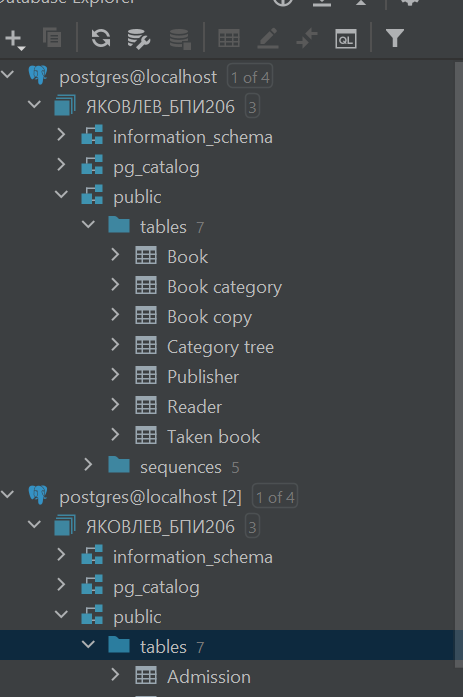 Database Explorer
QL
postgres@localhost 1 of 4
ЯКОВЛЕВ_БПИ206 3
information_schema
pg_catalog
public
tables 7
Book
Book category
Book copy
Category tree
Publisher
Reader
Taken book
sequences 5
postgres@localhost [2] 1 of 4
ЯКОВЛЕВ_БПИ206 3
information_schema
pg_catalog
public
tables 7
Admission